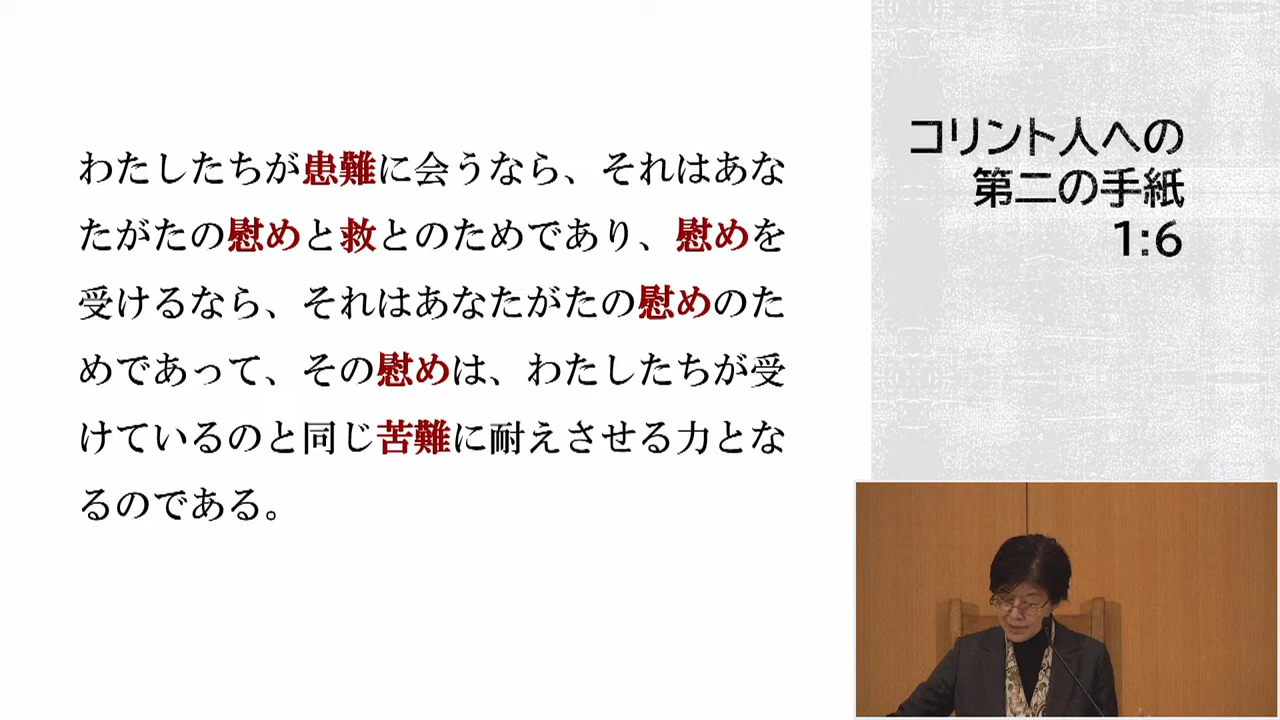 わたしたちが患難に会うなら、それはあな
たがたの慰めと救とのためであり、慰めを
受けるなら、それはあなたがたの慰めのた
めであって、その慰めは、わたしたちが受
けているのと同じ苦難に耐えさせる力とな
るのである。
コリント人への
第二の手紙
1:6